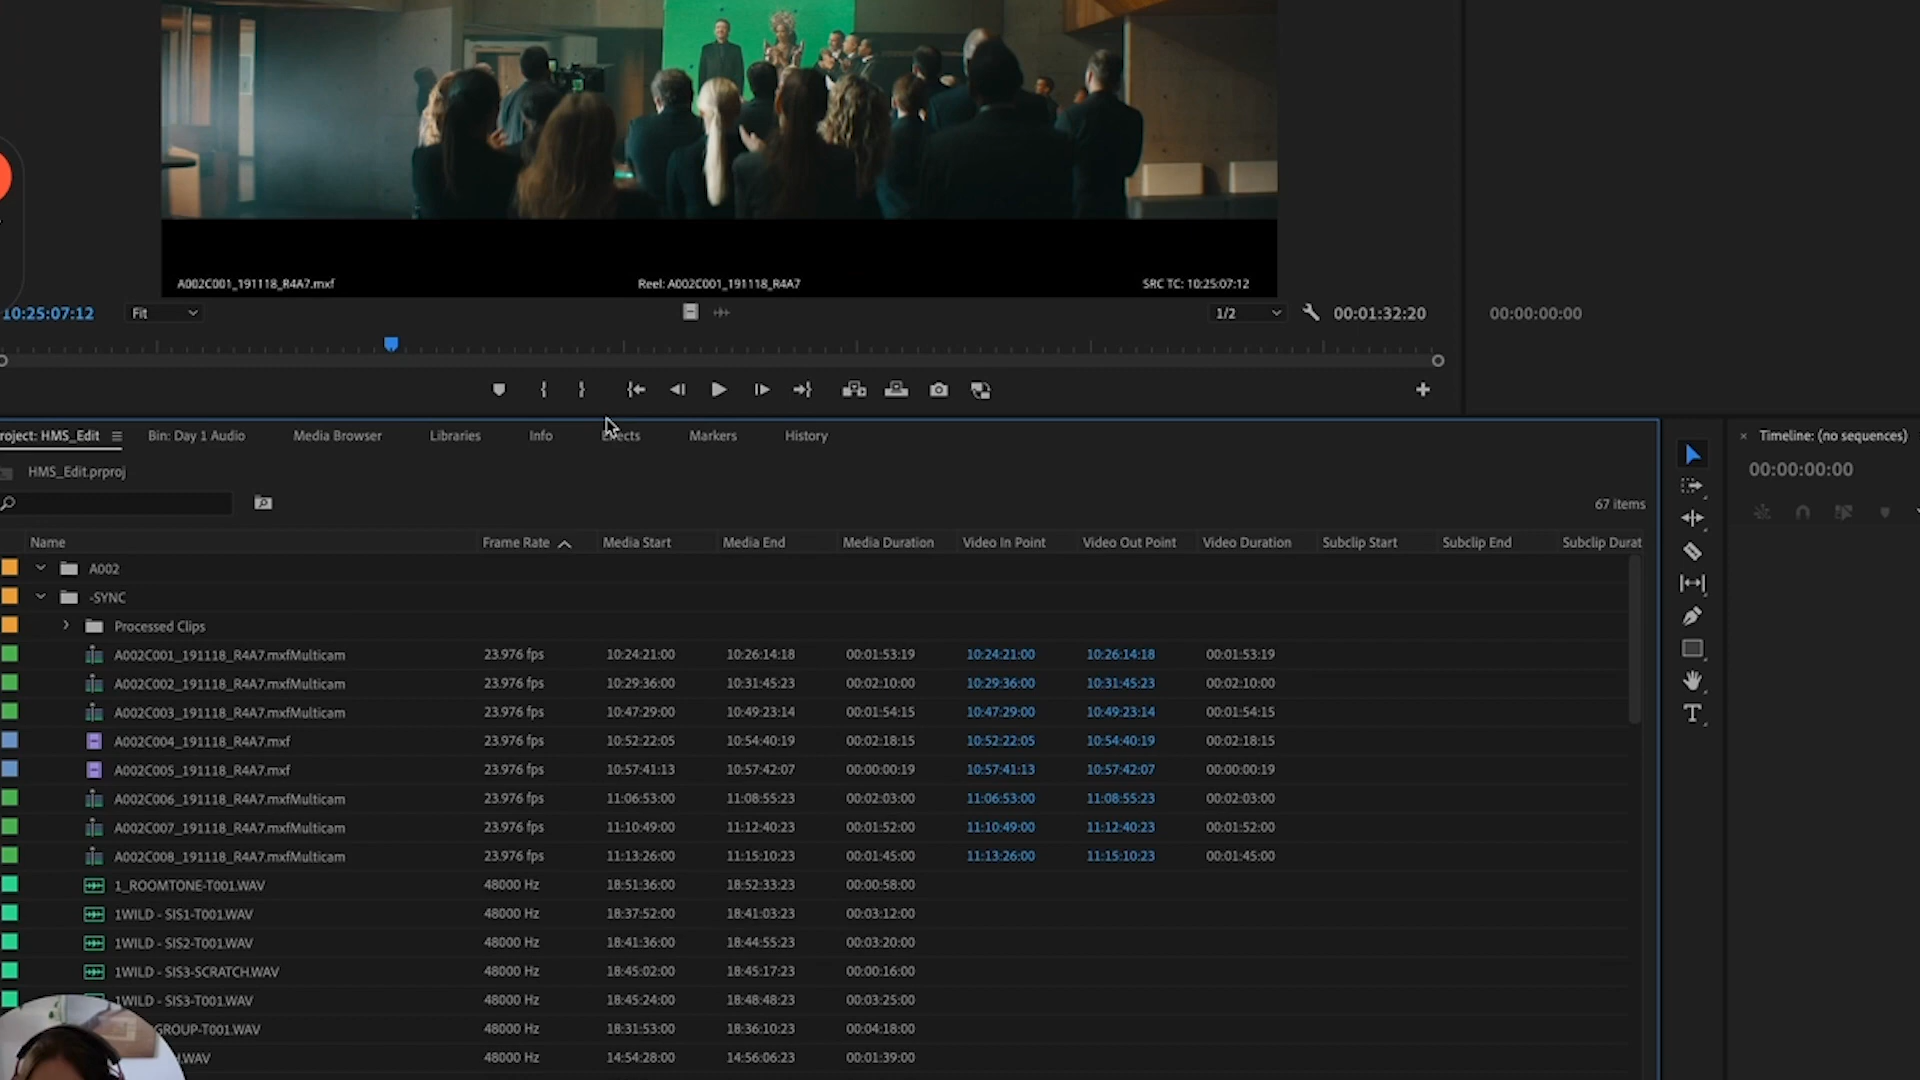 A002C001_191118_R4A7.mxf Reel: A002C001_191118_R4A7 SRC TC: 10:25:07:12
10:25:07:12 Fit 1/2 00:01:32:20 00:00:00:00
roject: HMS_Edit Bin: Day 1 Audio Media Browser Libraries Info Effects Markers History Timeline: (no sequences)
HMS_Edit.prproj 00:00:00:00
67 items
Name Frame Rate Media Start Media End Media Duration Video In Point Video Out Point Video Duration Subclip Start Subclip End Subclip Durat
A002
-SYNC
Processed Clips
A002C001_191118_R4A7.mxfMulticam 23.976 fps 10:24:21:00 10:26:14:18 00:01:53:19 10:24:21:00 10:26:14:18 00:01:53:19
A002C002_191118_R4A7.mxfMulticam 23.976 fps 10:29:36:00 10:31:45:23 00:02:10:00 10:29:36:00 10:31:45:23 00:02:10:00
A002C003_191118_R4A7.mxfMulticam 23.976 fps 10:47:29:00 10:49:23:14 00:01:54:15 10:47:29:00 10:49:23:14 00:01:54:15
A002C004_191118_R4A7.mxf 23.976 fps 10:52:22:05 10:54:40:19 00:02:18:15 10:52:22:05 10:54:40:19 00:02:18:15
A002C005_191118_R4A7.mxf 23.976 fps 10:57:41:13 10:57:42:07 00:00:00:19 10:57:41:13 10:57:42:07 00:00:00:19
A002C006_191118_R4A7.mxfMulticam 23.976 fps 11:06:53:00 11:08:55:23 00:02:03:00 11:06:53:00 11:08:55:23 00:02:03:00
A002C007_191118_R4A7.mxfMulticam 23.976 fps 11:10:49:00 11:12:40:23 00:01:52:00 11:10:49:00 11:12:40:23 00:01:52:00
A002C008_191118_R4A7.mxfMulticam 23.976 fps 11:13:26:00 11:15:10:23 00:01:45:00 11:13:26:00 11:15:10:23 00:01:45:00
1_ROOMTONE-T001.WAV 48000 Hz 18:51:36:00 18:52:33:23 00:00:58:00
1WILD - SIS1-T001.WAV 48000 Hz 18:37:52:00 18:41:03:23 00:03:12:00
1WILD - SIS2-T001.WAV 48000 Hz 18:41:36:00 18:44:55:23 00:03:20:00
1WILD - SIS3-SCRATCH.WAV 48000 Hz 18:45:02:00 18:45:17:23 00:00:16:00
1WILD - SIS3-T001.WAV 48000 Hz 18:45:24:00 18:48:48:23 00:03:25:00
GROUP-T001.WAV 48000 Hz 18:31:53:00 18:36:10:23 00:04:18:00
.WAV 48000 Hz 14:54:28:00 14:56:06:23 00:01:39:00